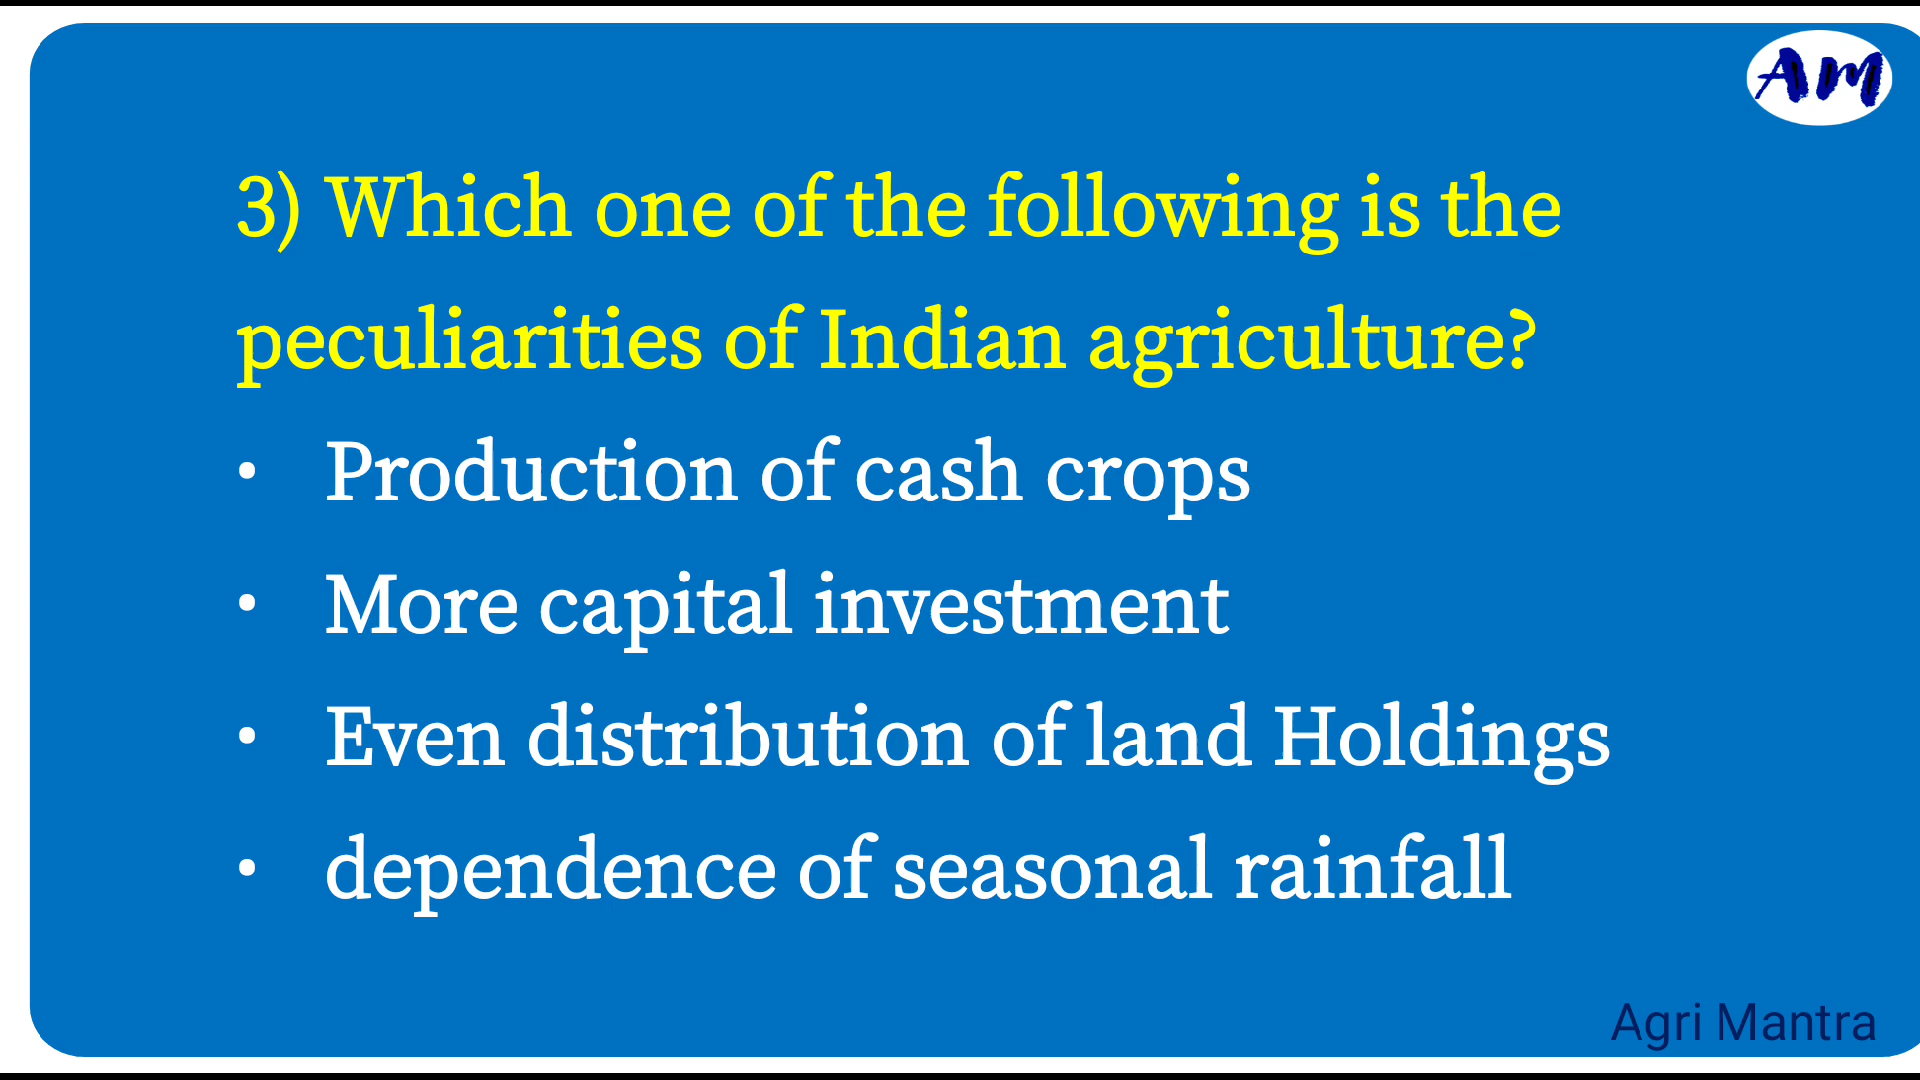 AM
3) Which one of the following is the
peculiarities of Indian agriculture?
• Production of cash crops
• More capital investment
• Even distribution of land Holdings
• dependence of seasonal rainfall
Agri Mantra